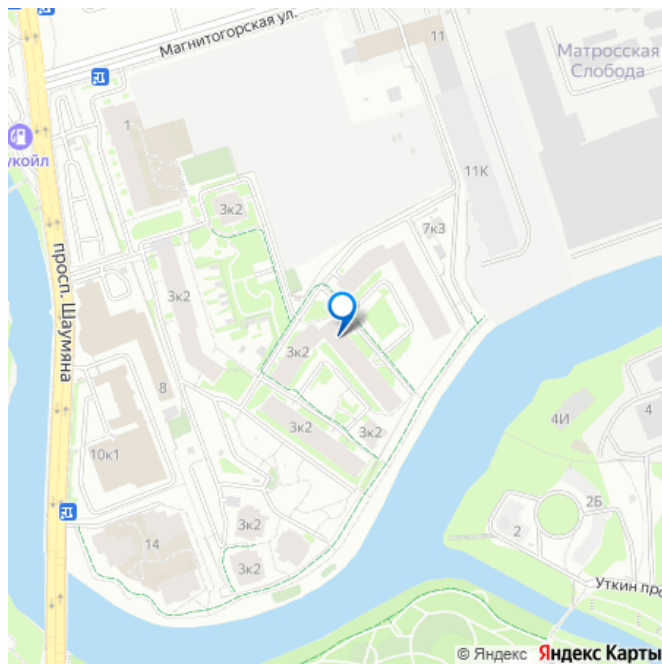 Магнитогорская ул.
11
Матросская
Слобода
1
укойл
11К
3к2
7к3
просп. Шаумяна
3к2
3к2
8
4
4И
3к2
3к2
10к1
2Б
2
3к2
14
3к2
Уткин про
© Яндекс Яндекс Карты